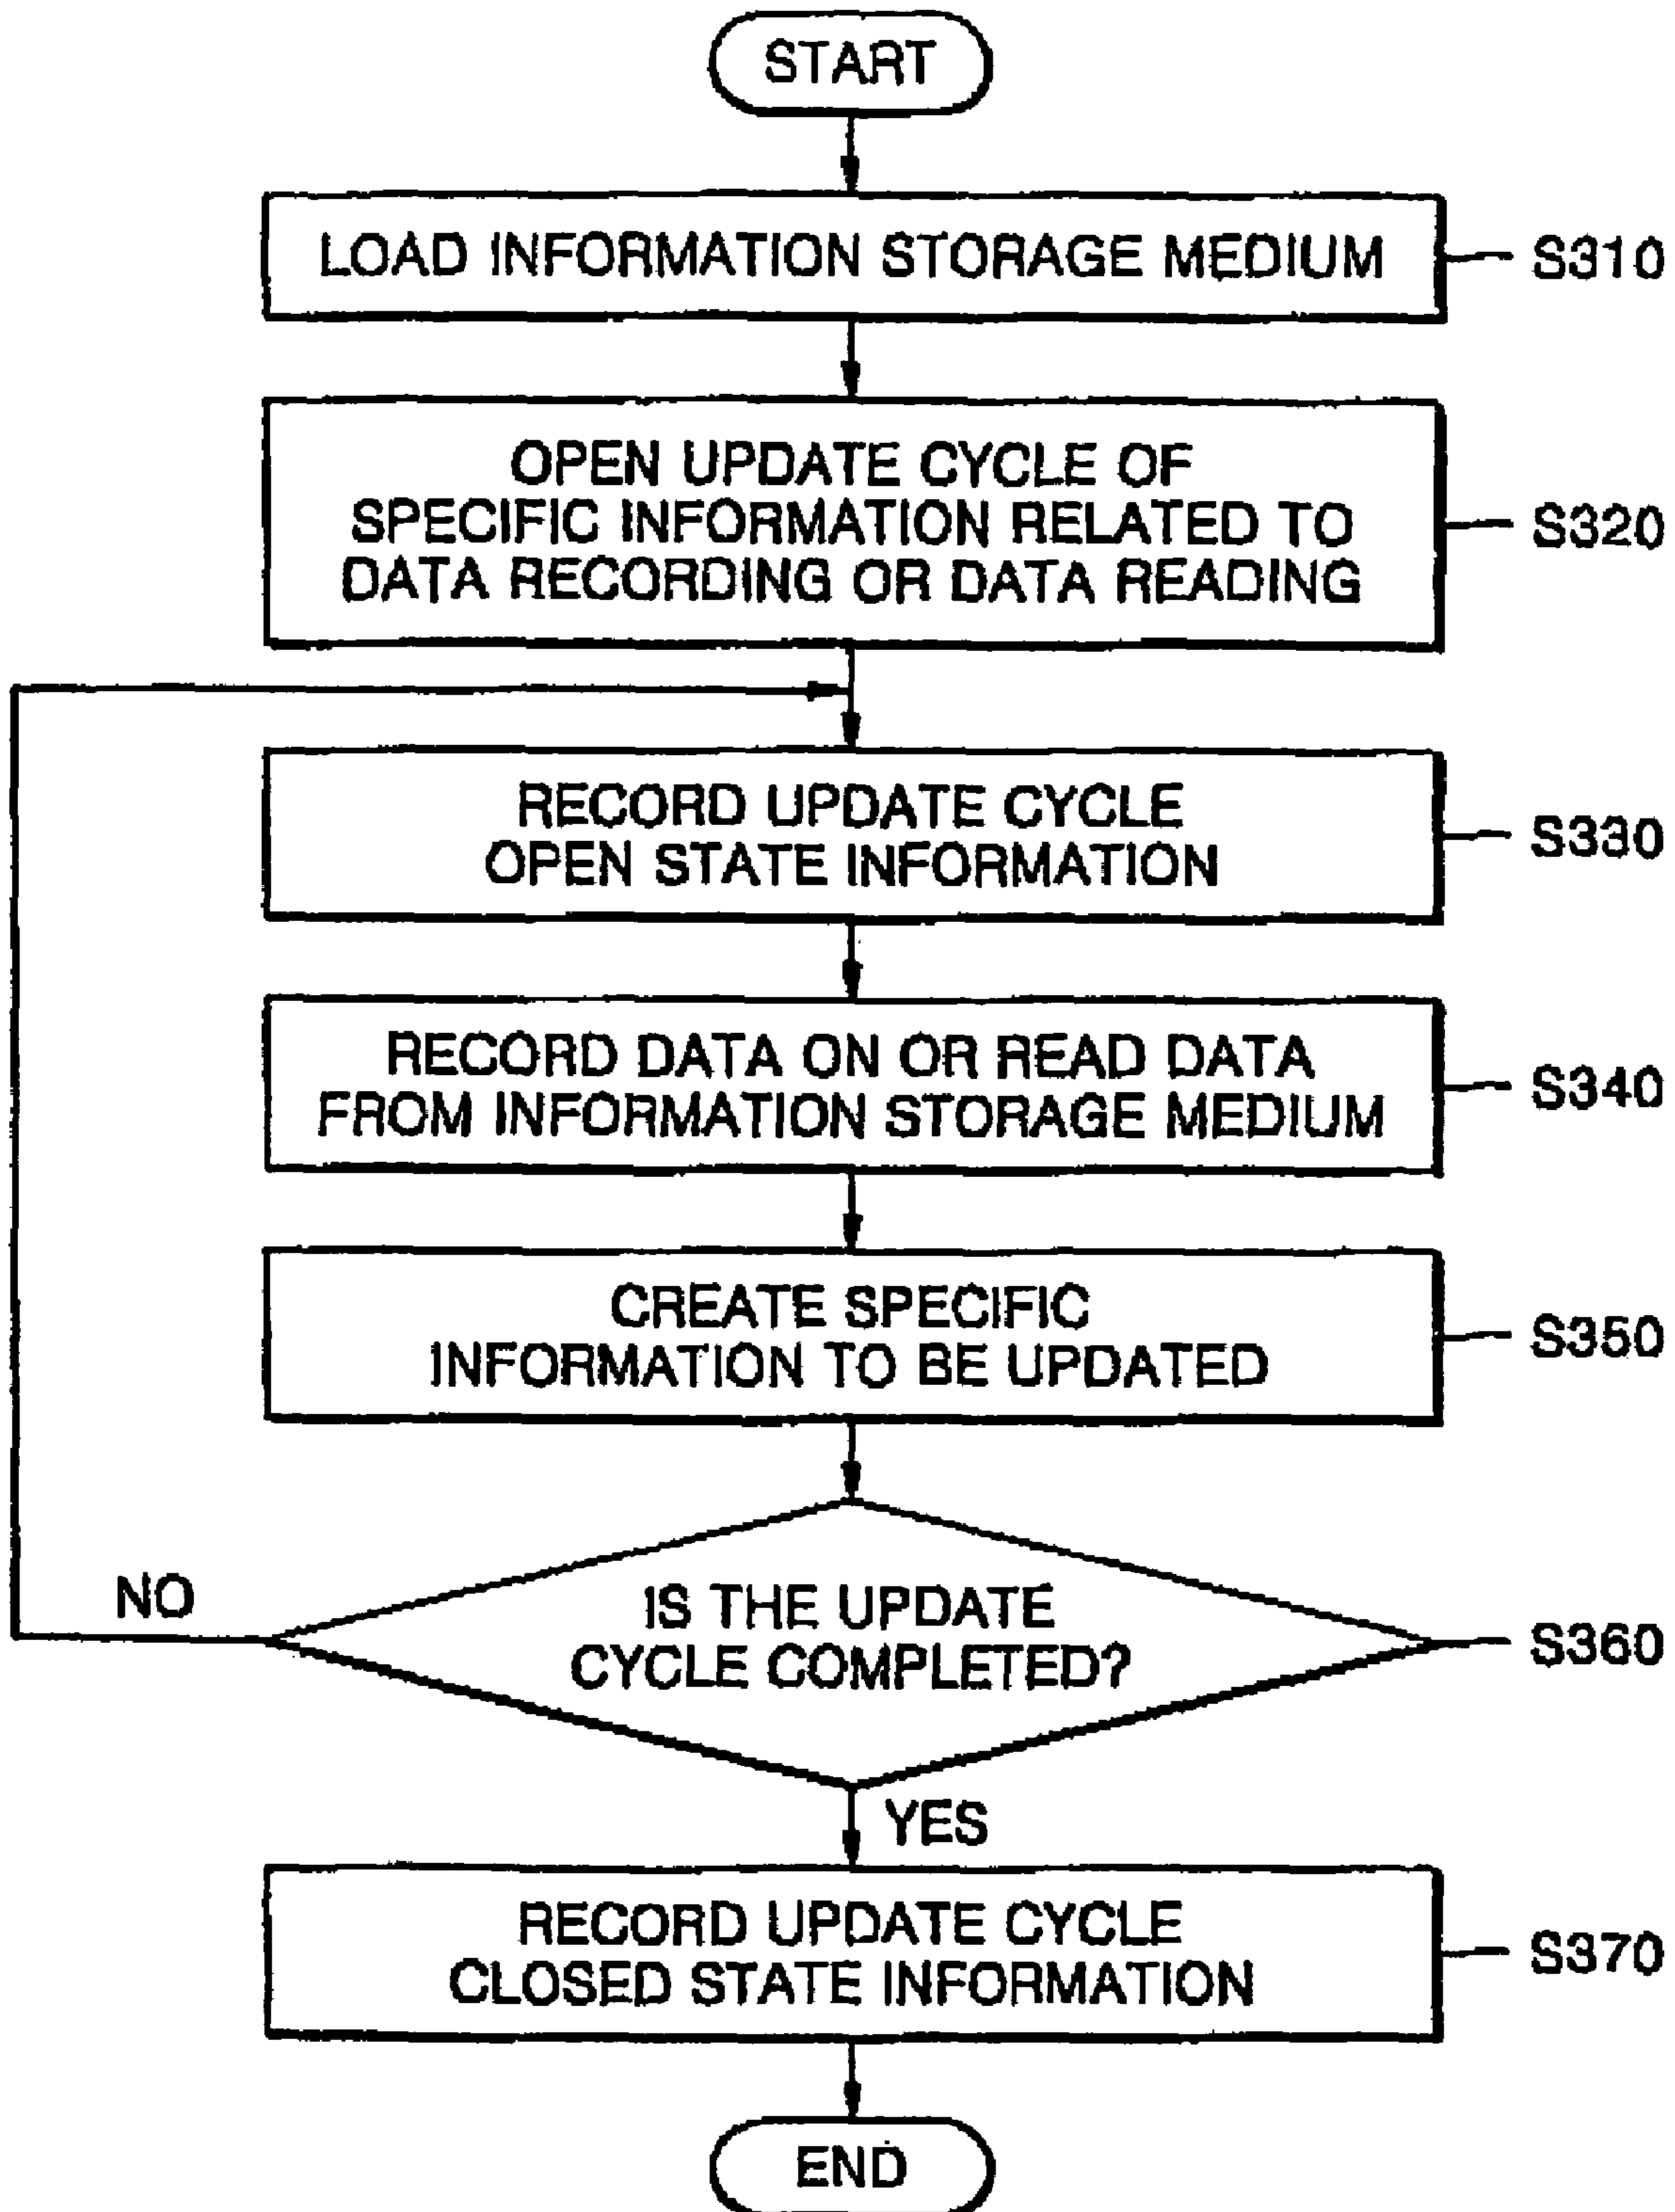 START
LOAD INFORMATION STORAGE MEDIUM
S310
OPEN UPDATE CYCLE OF
SPECIFIC INFORMATION RELATED TO
DATA RECORDING OR DATA READING
S320
RECORD UPDATE CYCLE
OPEN STATE INFORMATION
S330
RECORD DATA ON OR READ DATA
FROM INFORMATION STORAGE MEDIUM
S340
CREATE SPECIFIC
INFORMATION TO BE UPDATED
S350
NO
IS THE UPDATE
CYCLE COMPLETED?
S360
YES
RECORD UPDATE CYCLE
CLOSED STATE INFORMATION
S370
END